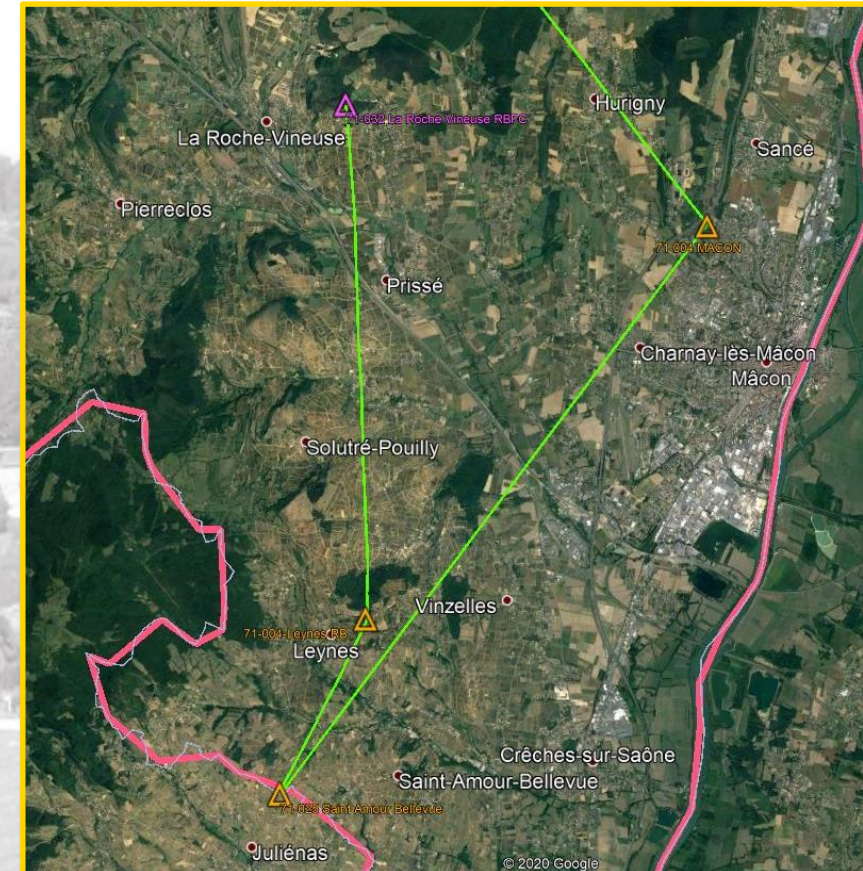 Hurigny
71-032 La Roche Vineuse RBFC
La Roche-Vineuse
Sancé
Pierreclos
71-004 MACON
Prissé
Charnay-lès-Mâcon
Mâcon
Solutré-Pouilly
Vinzelles
71-004-Leynes RB
Leynes
Crêches-sur-Saône
Saint-Amour-Bellevue
71-025 Saint Amour Bellevue
Juliénas
© 2020 Google